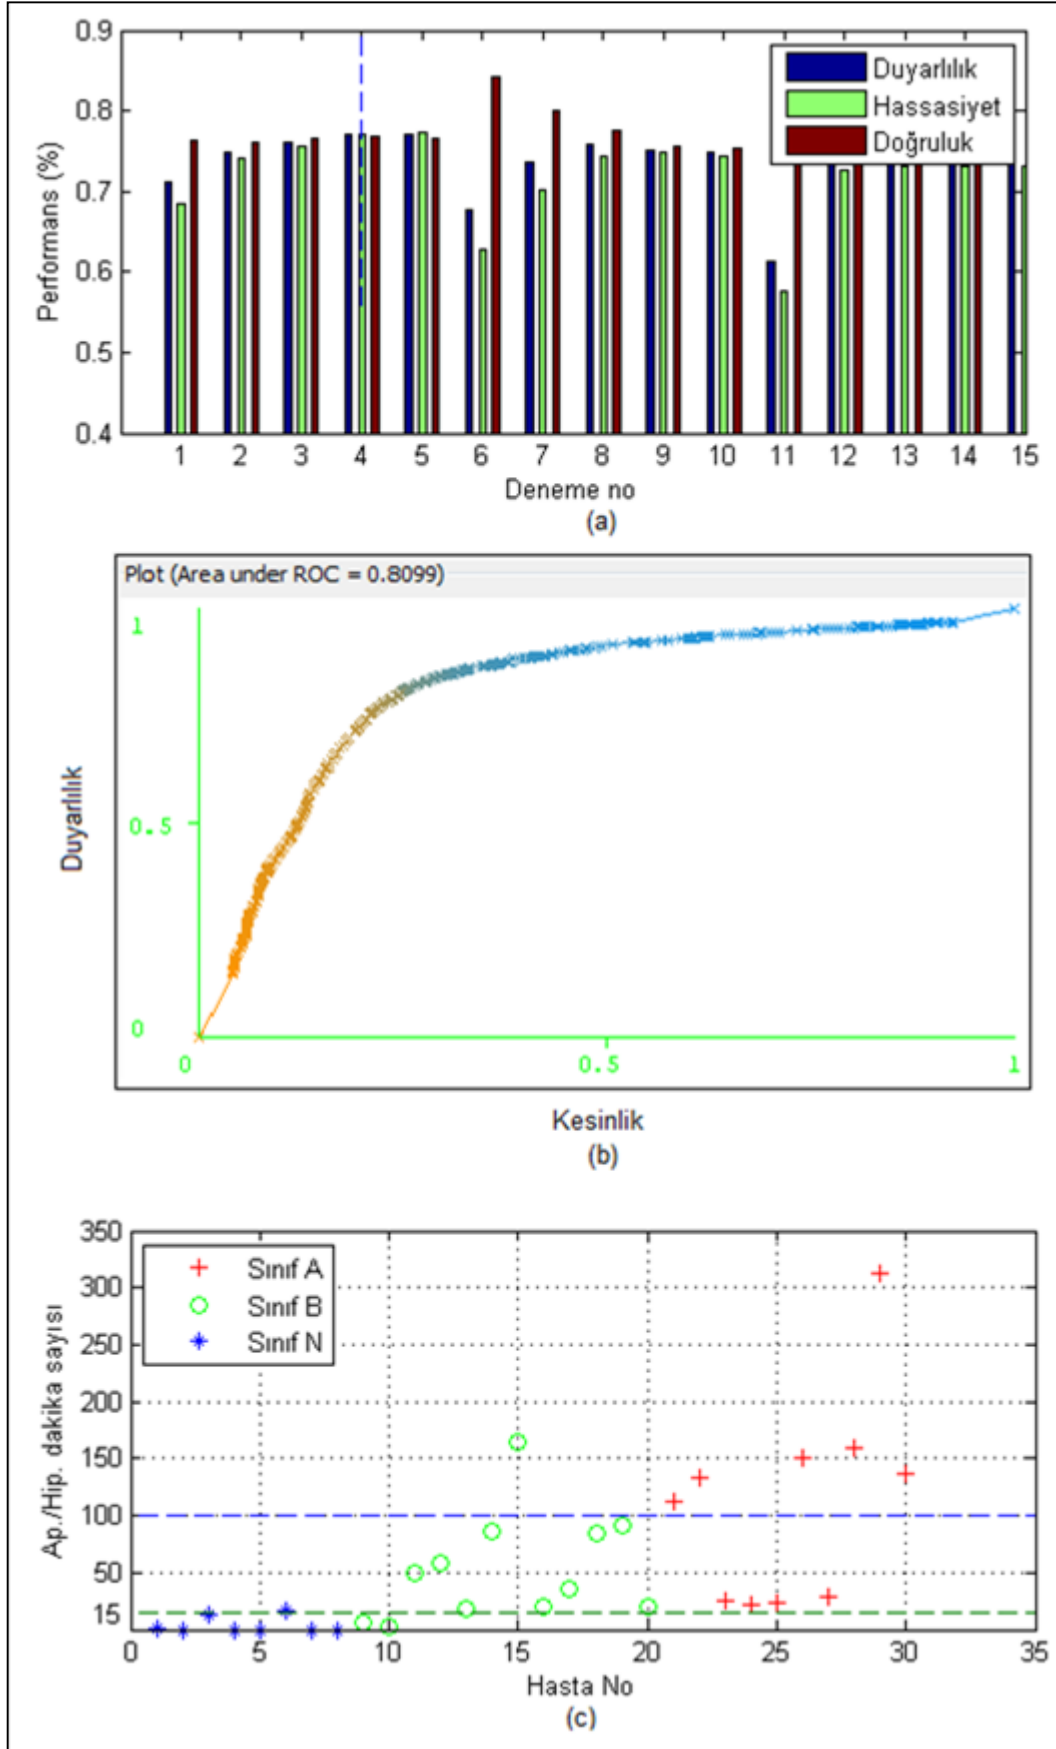 0.9
0.8
0.7
0.6
0.5
0.4
Performans (%)
Duyarlılık
Hassasiyet
Doğruluk
1 2 3 4 5 6 7 8 9 10 11 12 13 14 15
Deneme no
(a)
Plot (Area under ROC = 0.8099)
1
0.5
0
Duyarlılık
0 0.5 1
Kesinlik
(b)
350
300
250
200
150
100
50
15
Ap./Hip. dakika sayısı
Sınıf A
Sınıf B
Sınıf N
0 5 10 15 20 25 30 35
Hasta No
(c)